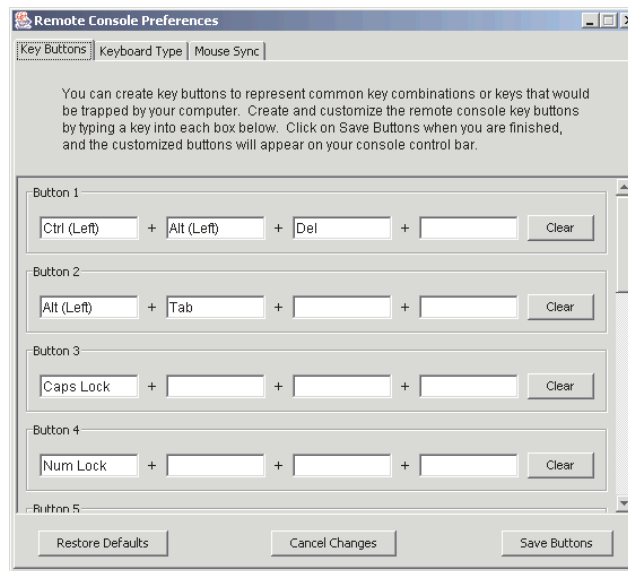 Remote Console Preferences
Key Buttons Keyboard Type Mouse Sync
You can create key buttons to represent common key combinations or keys that would
be trapped by your computer. Create and customize the remote console key buttons
by typing a key into each box below. Click on Save Buttons when you are finished,
and the customized buttons will appear on your console control bar.
Button 1
Ctrl (Left) + Alt (Left) + Del + Clear
Button 2
Alt (Left) + Tab + + Clear
Button 3
Caps Lock + + + Clear
Button 4
Num Lock + + + Clear
Button 5
Restore Defaults Cancel Changes Save Buttons